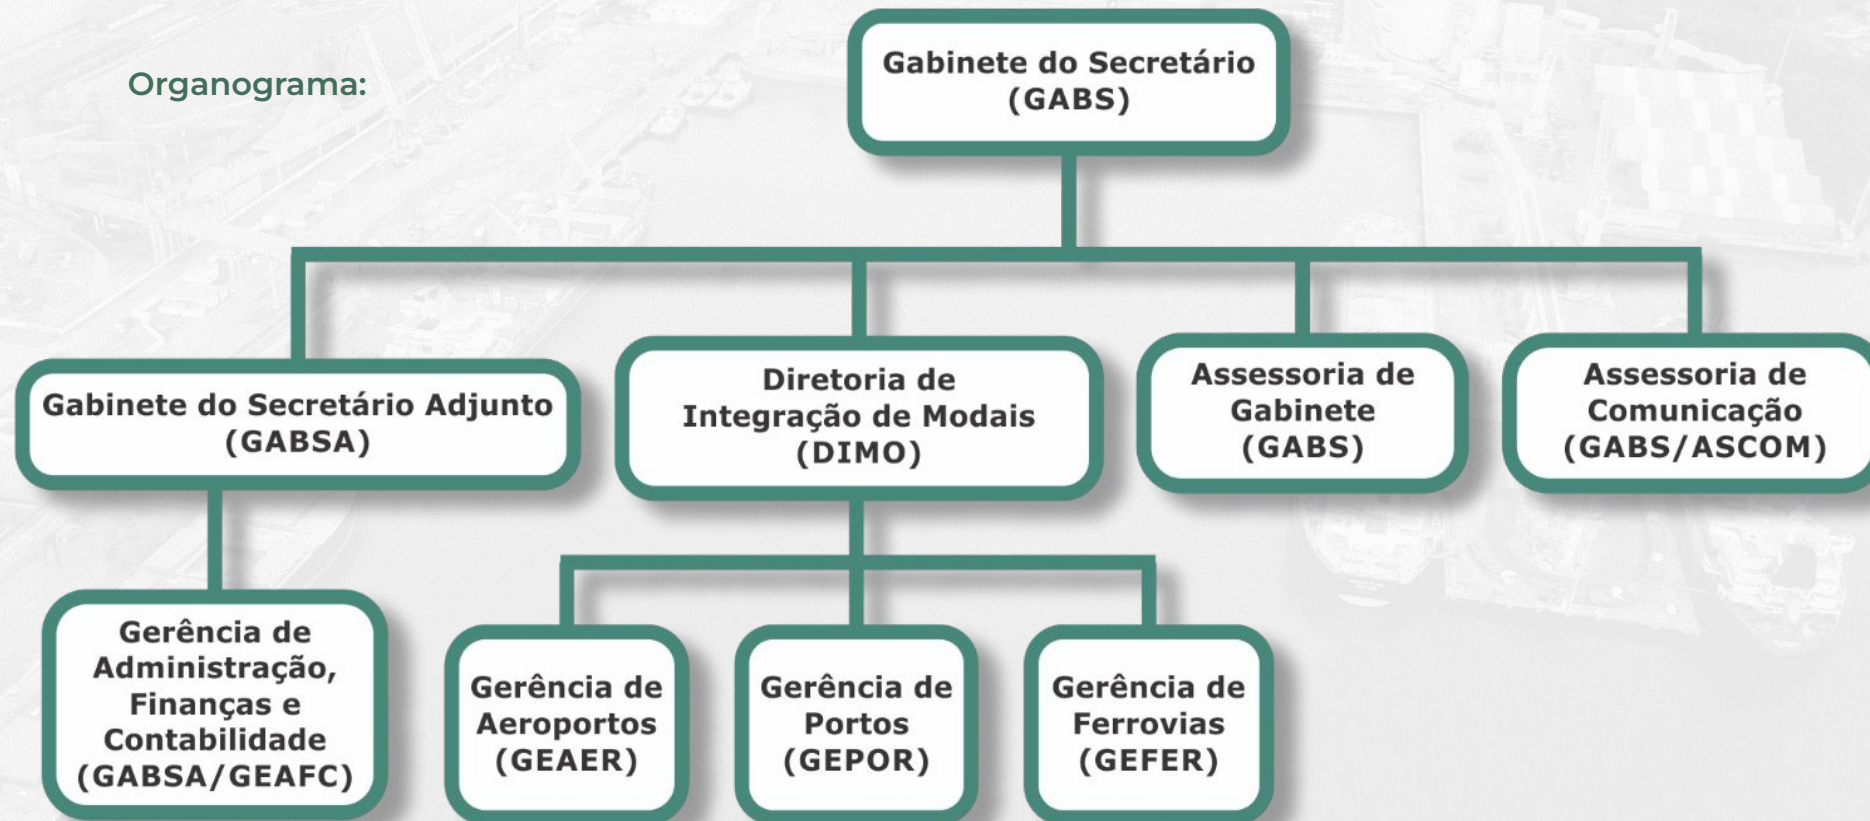 Organograma:
Gabinete do Secretário
(GABS)
Gabinete do Secretário Adjunto
(GABSA)
Diretoria de
Integração de Modais
(DIMO)
Assessoria de
Gabinete
(GABS)
Assessoria de
Comunicação
(GABS/ASCOM)
Gerência de
Administração,
Finanças e
Contabilidade
(GABSA/GEAFC)
Gerência de
Aeroportos
(GEAER)
Gerência de
Portos
(GEPOR)
Gerência de
Ferrovias
(GEFER)